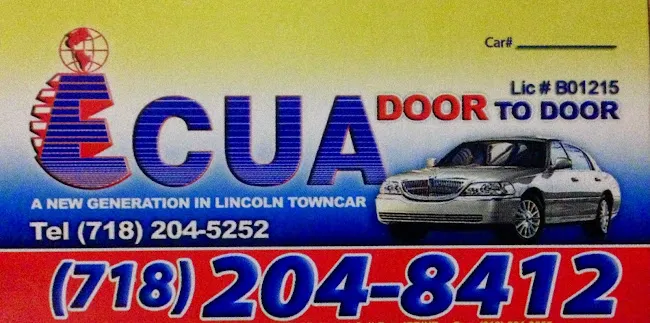 Car#
Lic # B01215
ECUA DOOR TO DOOR
A NEW GENERATION IN LINCOLN TOWNCAR
Tel (718) 204-5252
(718) 204-8412